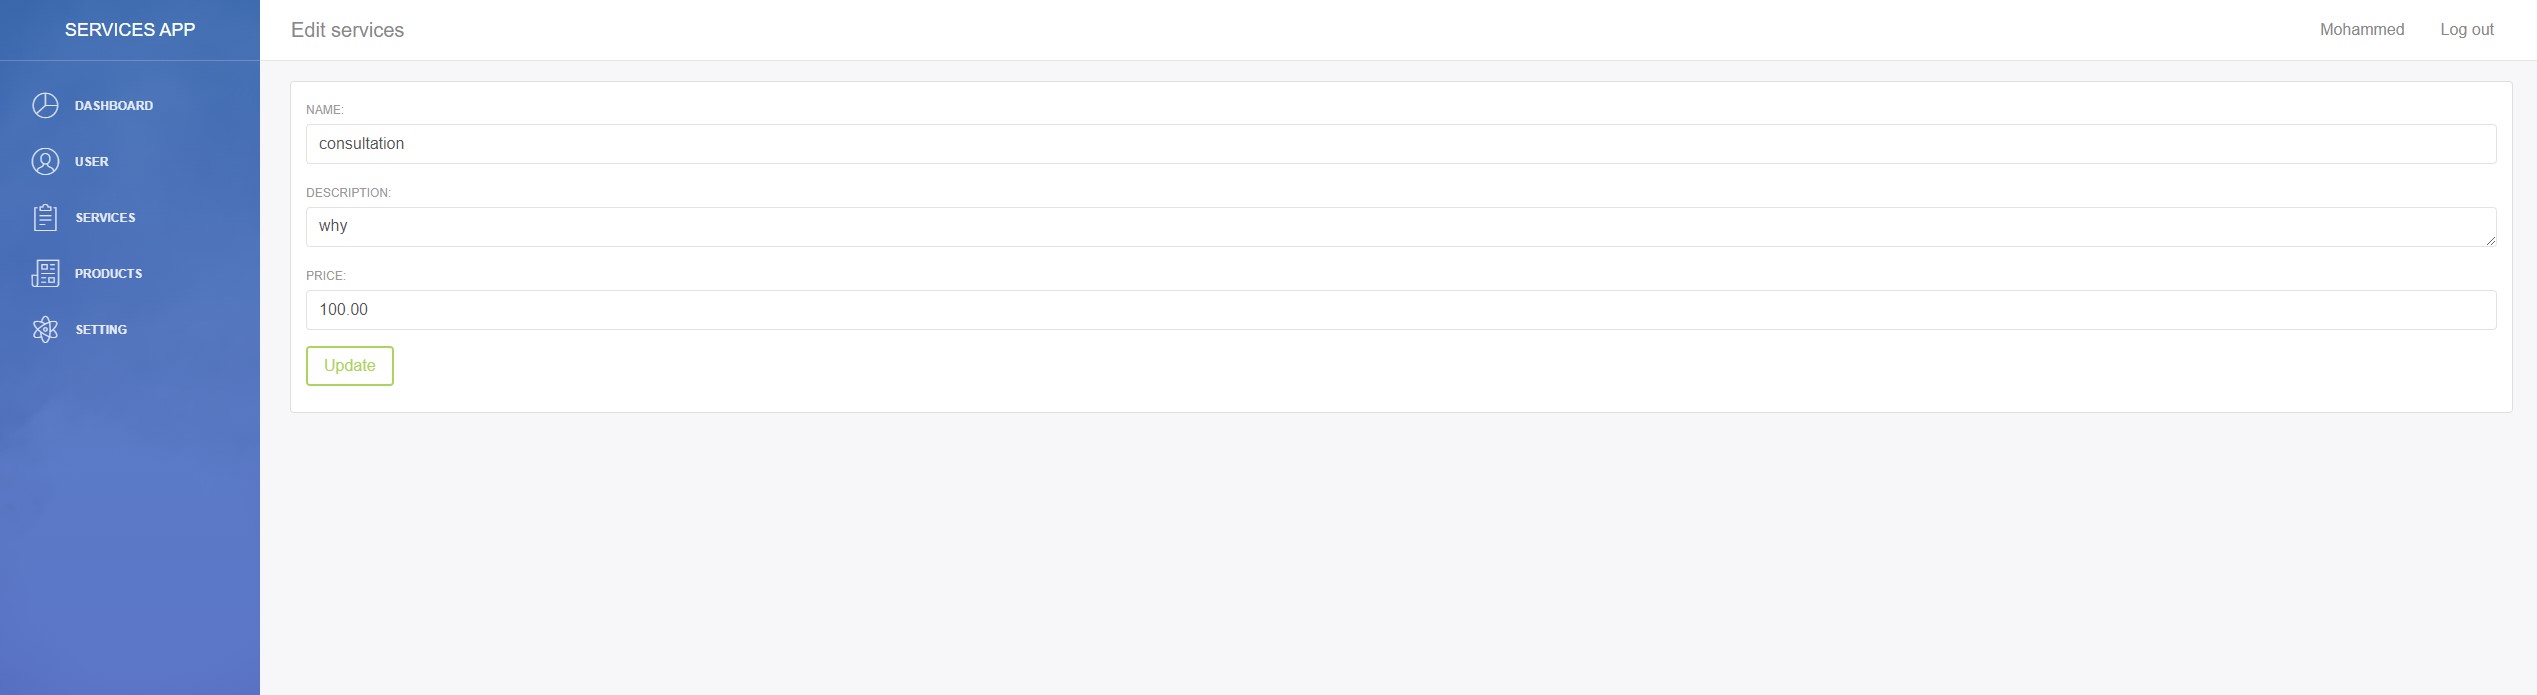 SERVICES APP
DASHBOARD
USER
SERVICES
PRODUCTS
SETTING
Edit services
Mohammed
Log out
NAME:
consultation
DESCRIPTION:
why
PRICE:
100.00
Update